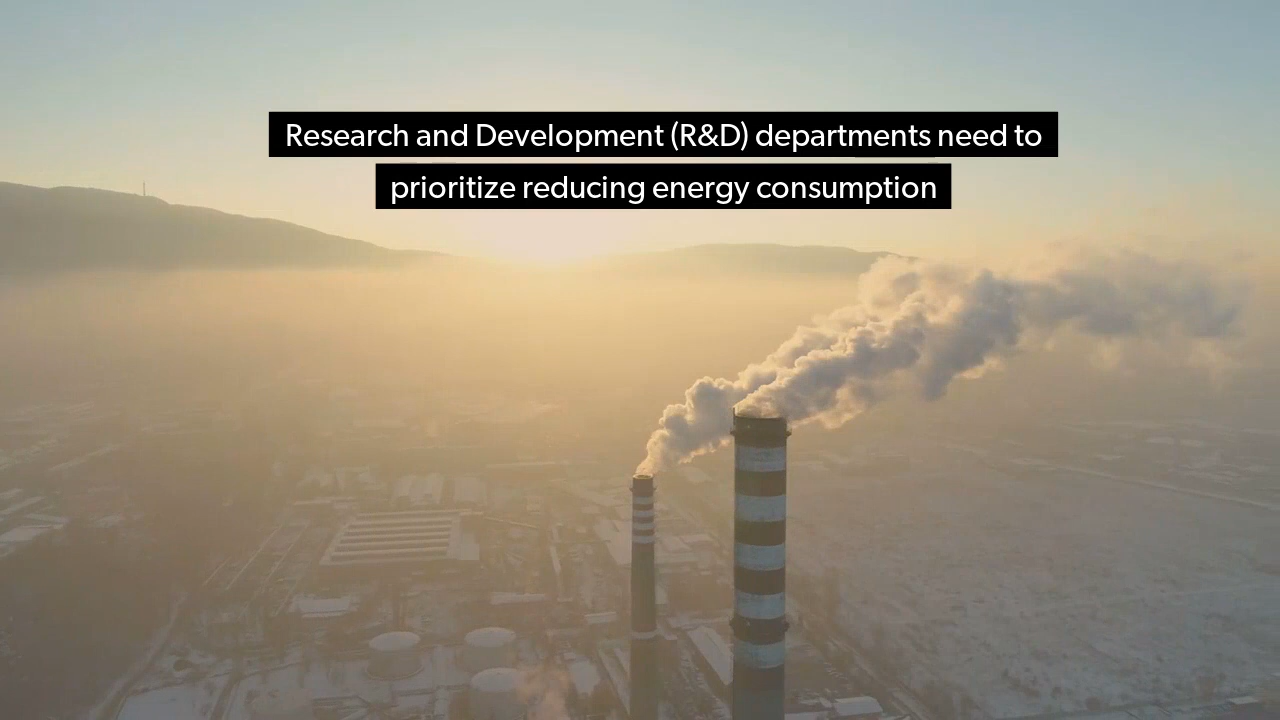 Research and Development (R&D) departments need to
prioritize reducing energy consumption